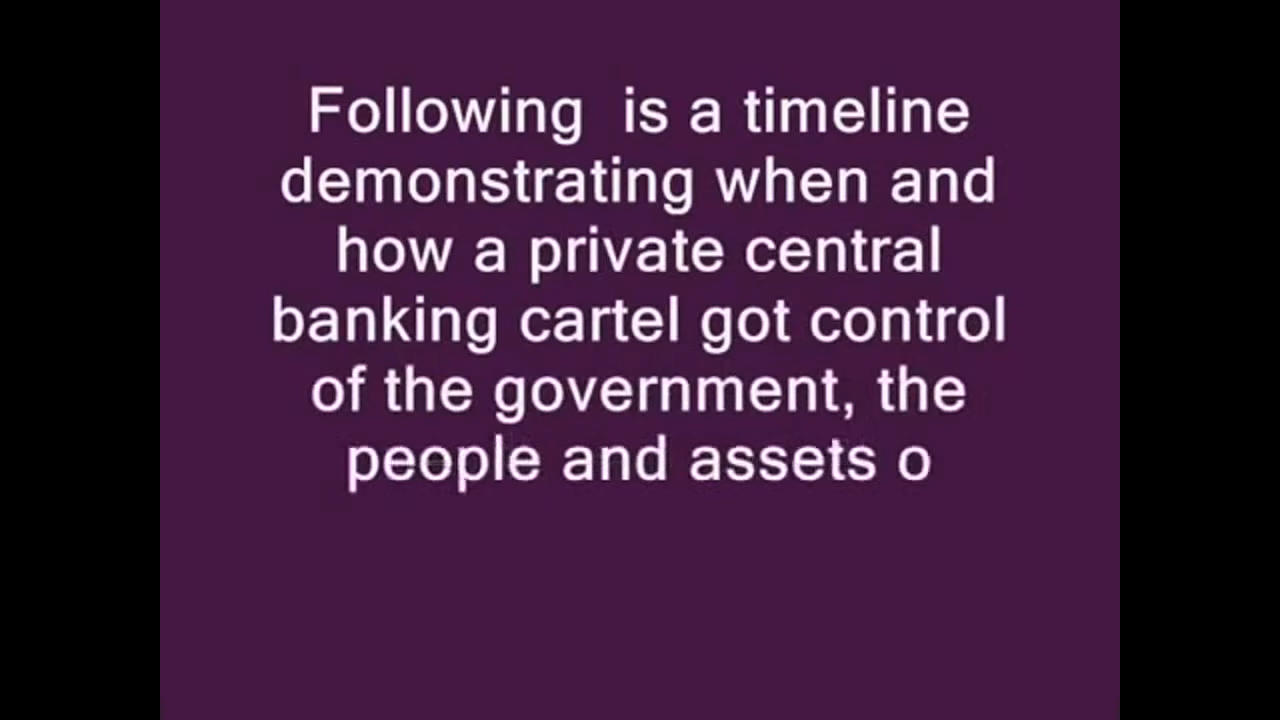 Following  is a timeline
demonstrating when and
how a private central
banking cartel got control
of the government, the
people and assets o